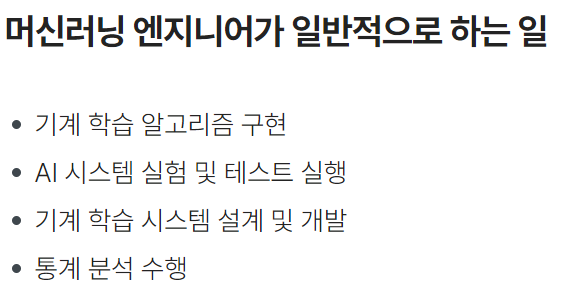 머신러닝 엔지니어가 일반적으로 하는 일
• 기계 학습 알고리즘 구현
• AI 시스템 실험 및 테스트 실행
• 기계 학습 시스템 설계 및 개발
• 통계 분석 수행